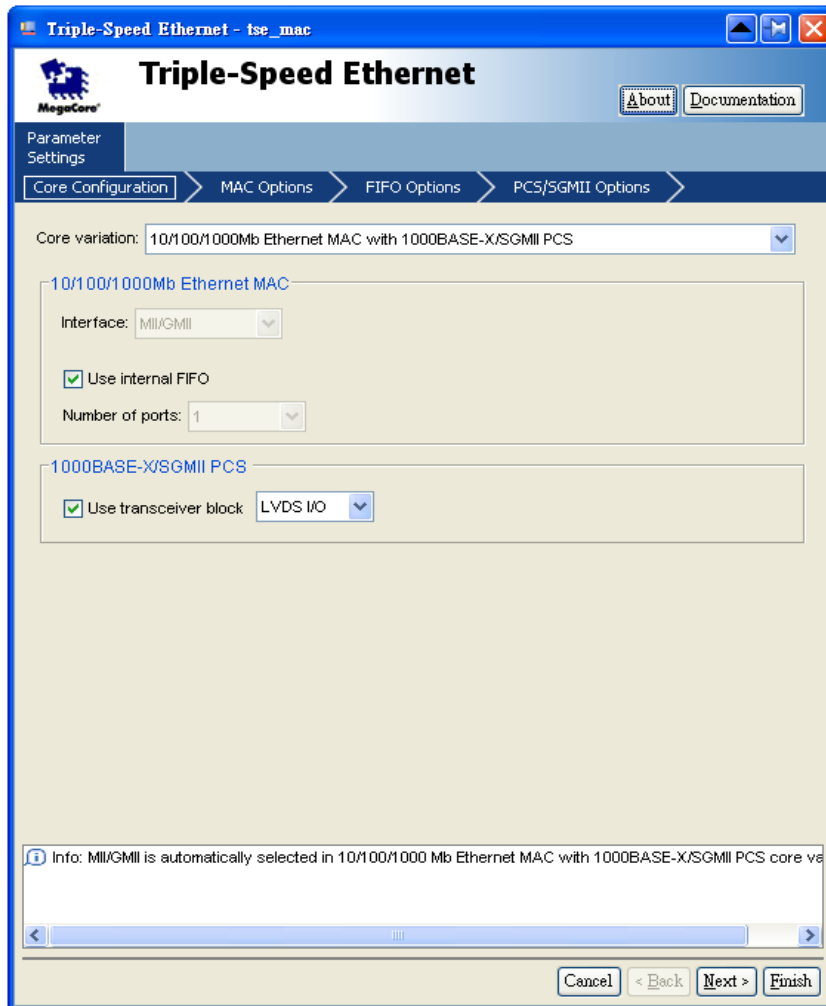 Triple-Speed Ethernet - tse_mac
MegaCore®
Triple-Speed Ethernet
About
Documentation
Parameter
Settings
Core Configuration
MAC Options
FIFO Options
PCS/SGMII Options
Core variation: 10/100/1000Mb Ethernet MAC with 1000BASE-X/SGMII PCS
10/100/1000Mb Ethernet MAC
Interface: MII/GMII
Use internal FIFO
Number of ports: 1
1000BASE-X/SGMII PCS
Use transceiver block LVDS I/O
Info: MII/GMII is automatically selected in 10/100/1000 Mb Ethernet MAC with 1000BASE-X/SGMII PCS core va
Cancel
< Back
Next >
Finish